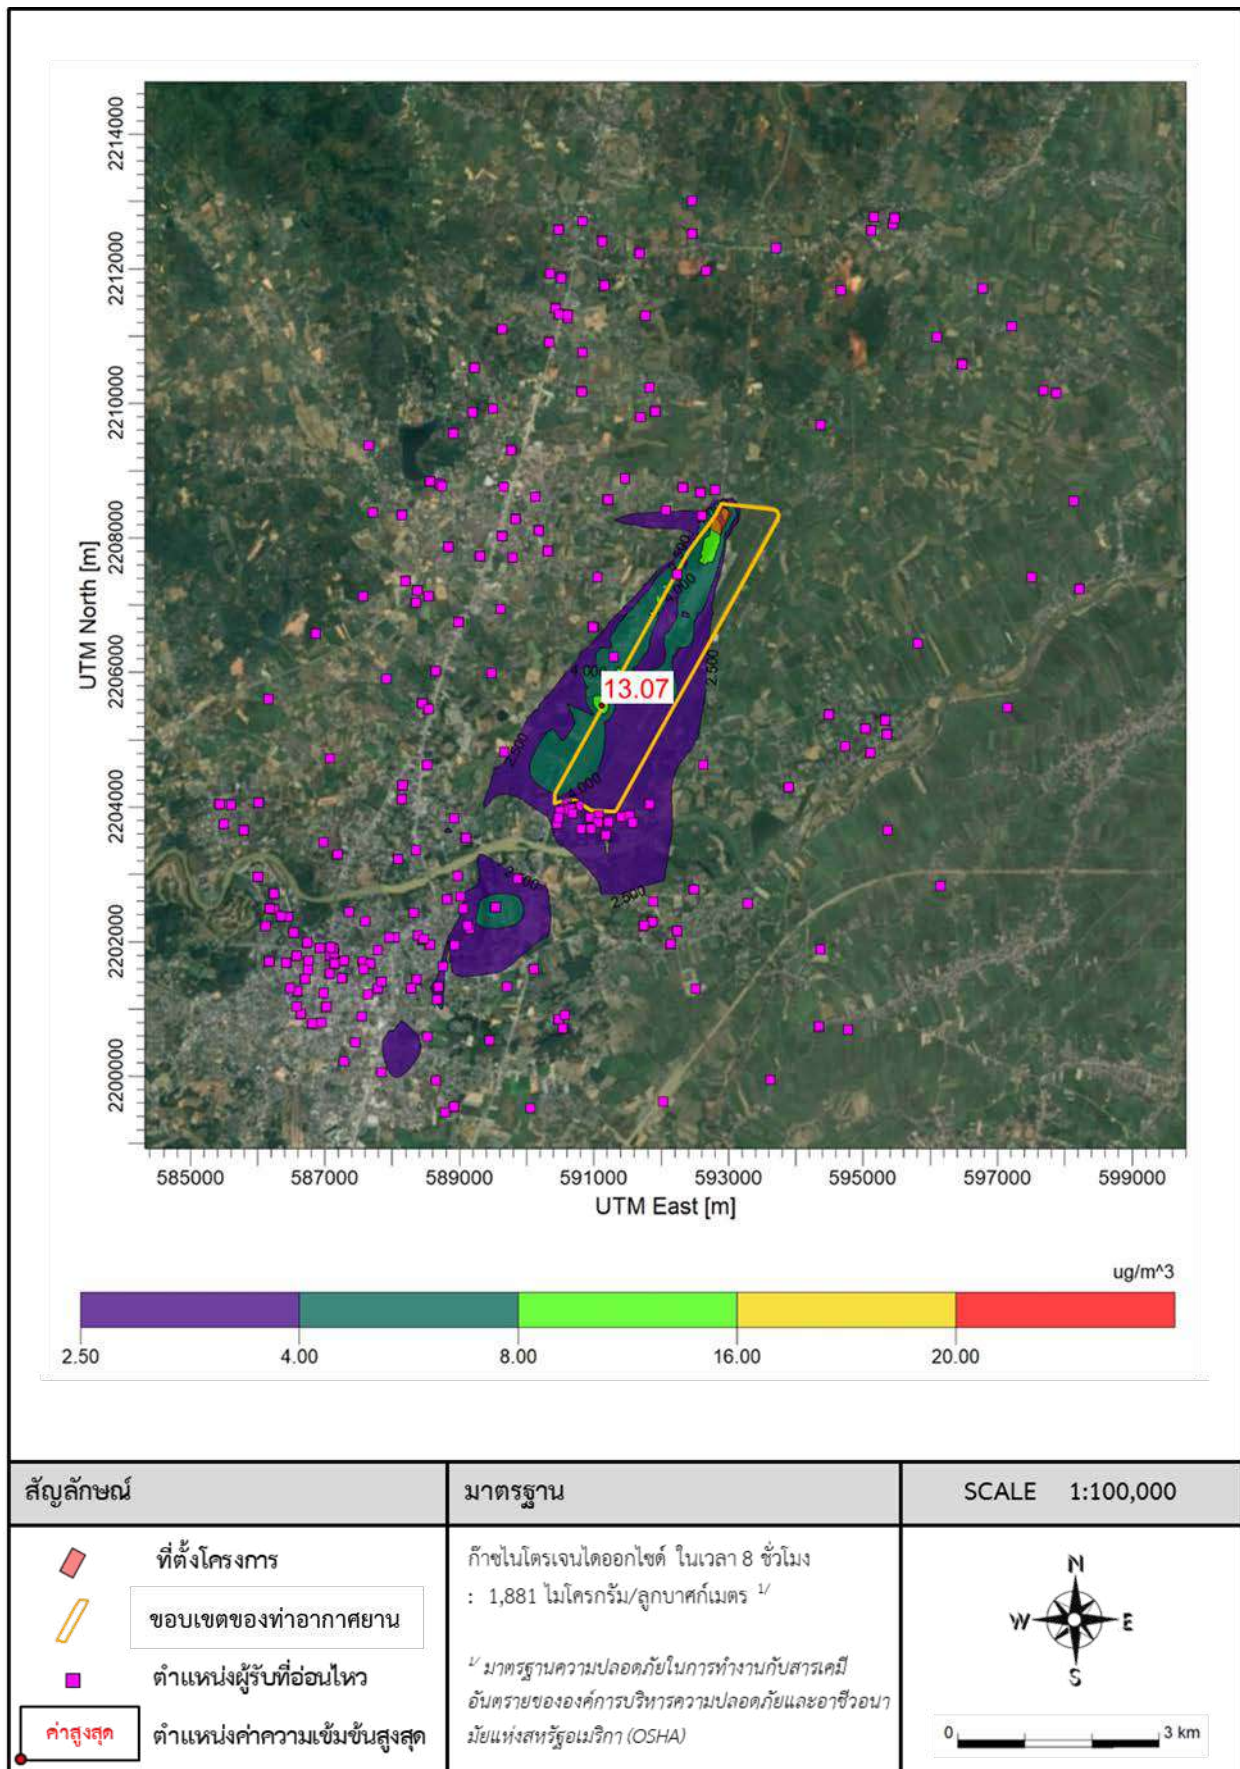 2214000
2212000
2210000
2208000
2206000
2204000
2202000
2200000
UTM North [m]
2.500
3.000
4.000
2.500
13.07
2.500
4.000
2.500
585000 587000 589000 591000 593000 595000 597000 599000
UTM East [m]
ug/m^3
2.50 4.00 8.00 16.00 20.00
สัญลักษณ์
ที่ตั้งโครงการ
ขอบเขตของท่าอากาศยาน
ตำแหน่งผู้รับที่อ่อนไหว
ค่าสูงสุด ตำแหน่งค่าความเข้มข้นสูงสุด
มาตรฐาน
ก๊าซไนโตรเจนไดออกไซด์ ในเวลา 8 ชั่วโมง
: 1,881 ไมโครกรัม/ลูกบาศก์เมตร 1/
1/ มาตรฐานความปลอดภัยในการทำงานกับสารเคมี
อันตรายขององค์การบริหารความปลอดภัยและอาชีวอนา
มัยแห่งสหรัฐอเมริกา (OSHA)
SCALE 1:100,000
N
W E
S
0 3 km